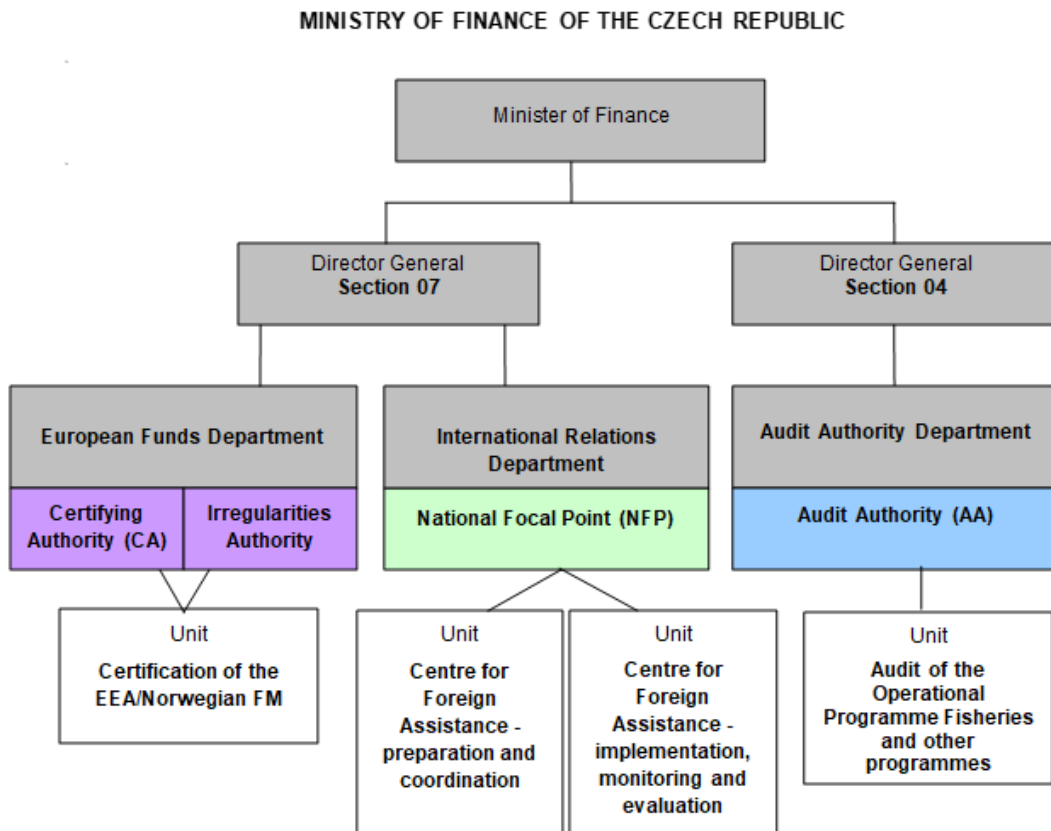 MINISTRY OF FINANCE OF THE CZECH REPUBLIC
Minister of Finance
Director General
Section 07
Director General
Section 04
European Funds Department
International Relations
Department
Audit Authority Department
Certifying
Authority (CA)
Irregularities
Authority
National Focal Point (NFP)
Audit Authority (AA)
Unit
Certification of the
EEA/Norwegian FM
Unit
Centre for
Foreign
Assistance -
preparation and
coordination
Unit
Centre for
Foreign
Assistance -
implementation,
monitoring and
evaluation
Unit
Audit of the
Operational
Programme Fisheries
and other
programmes